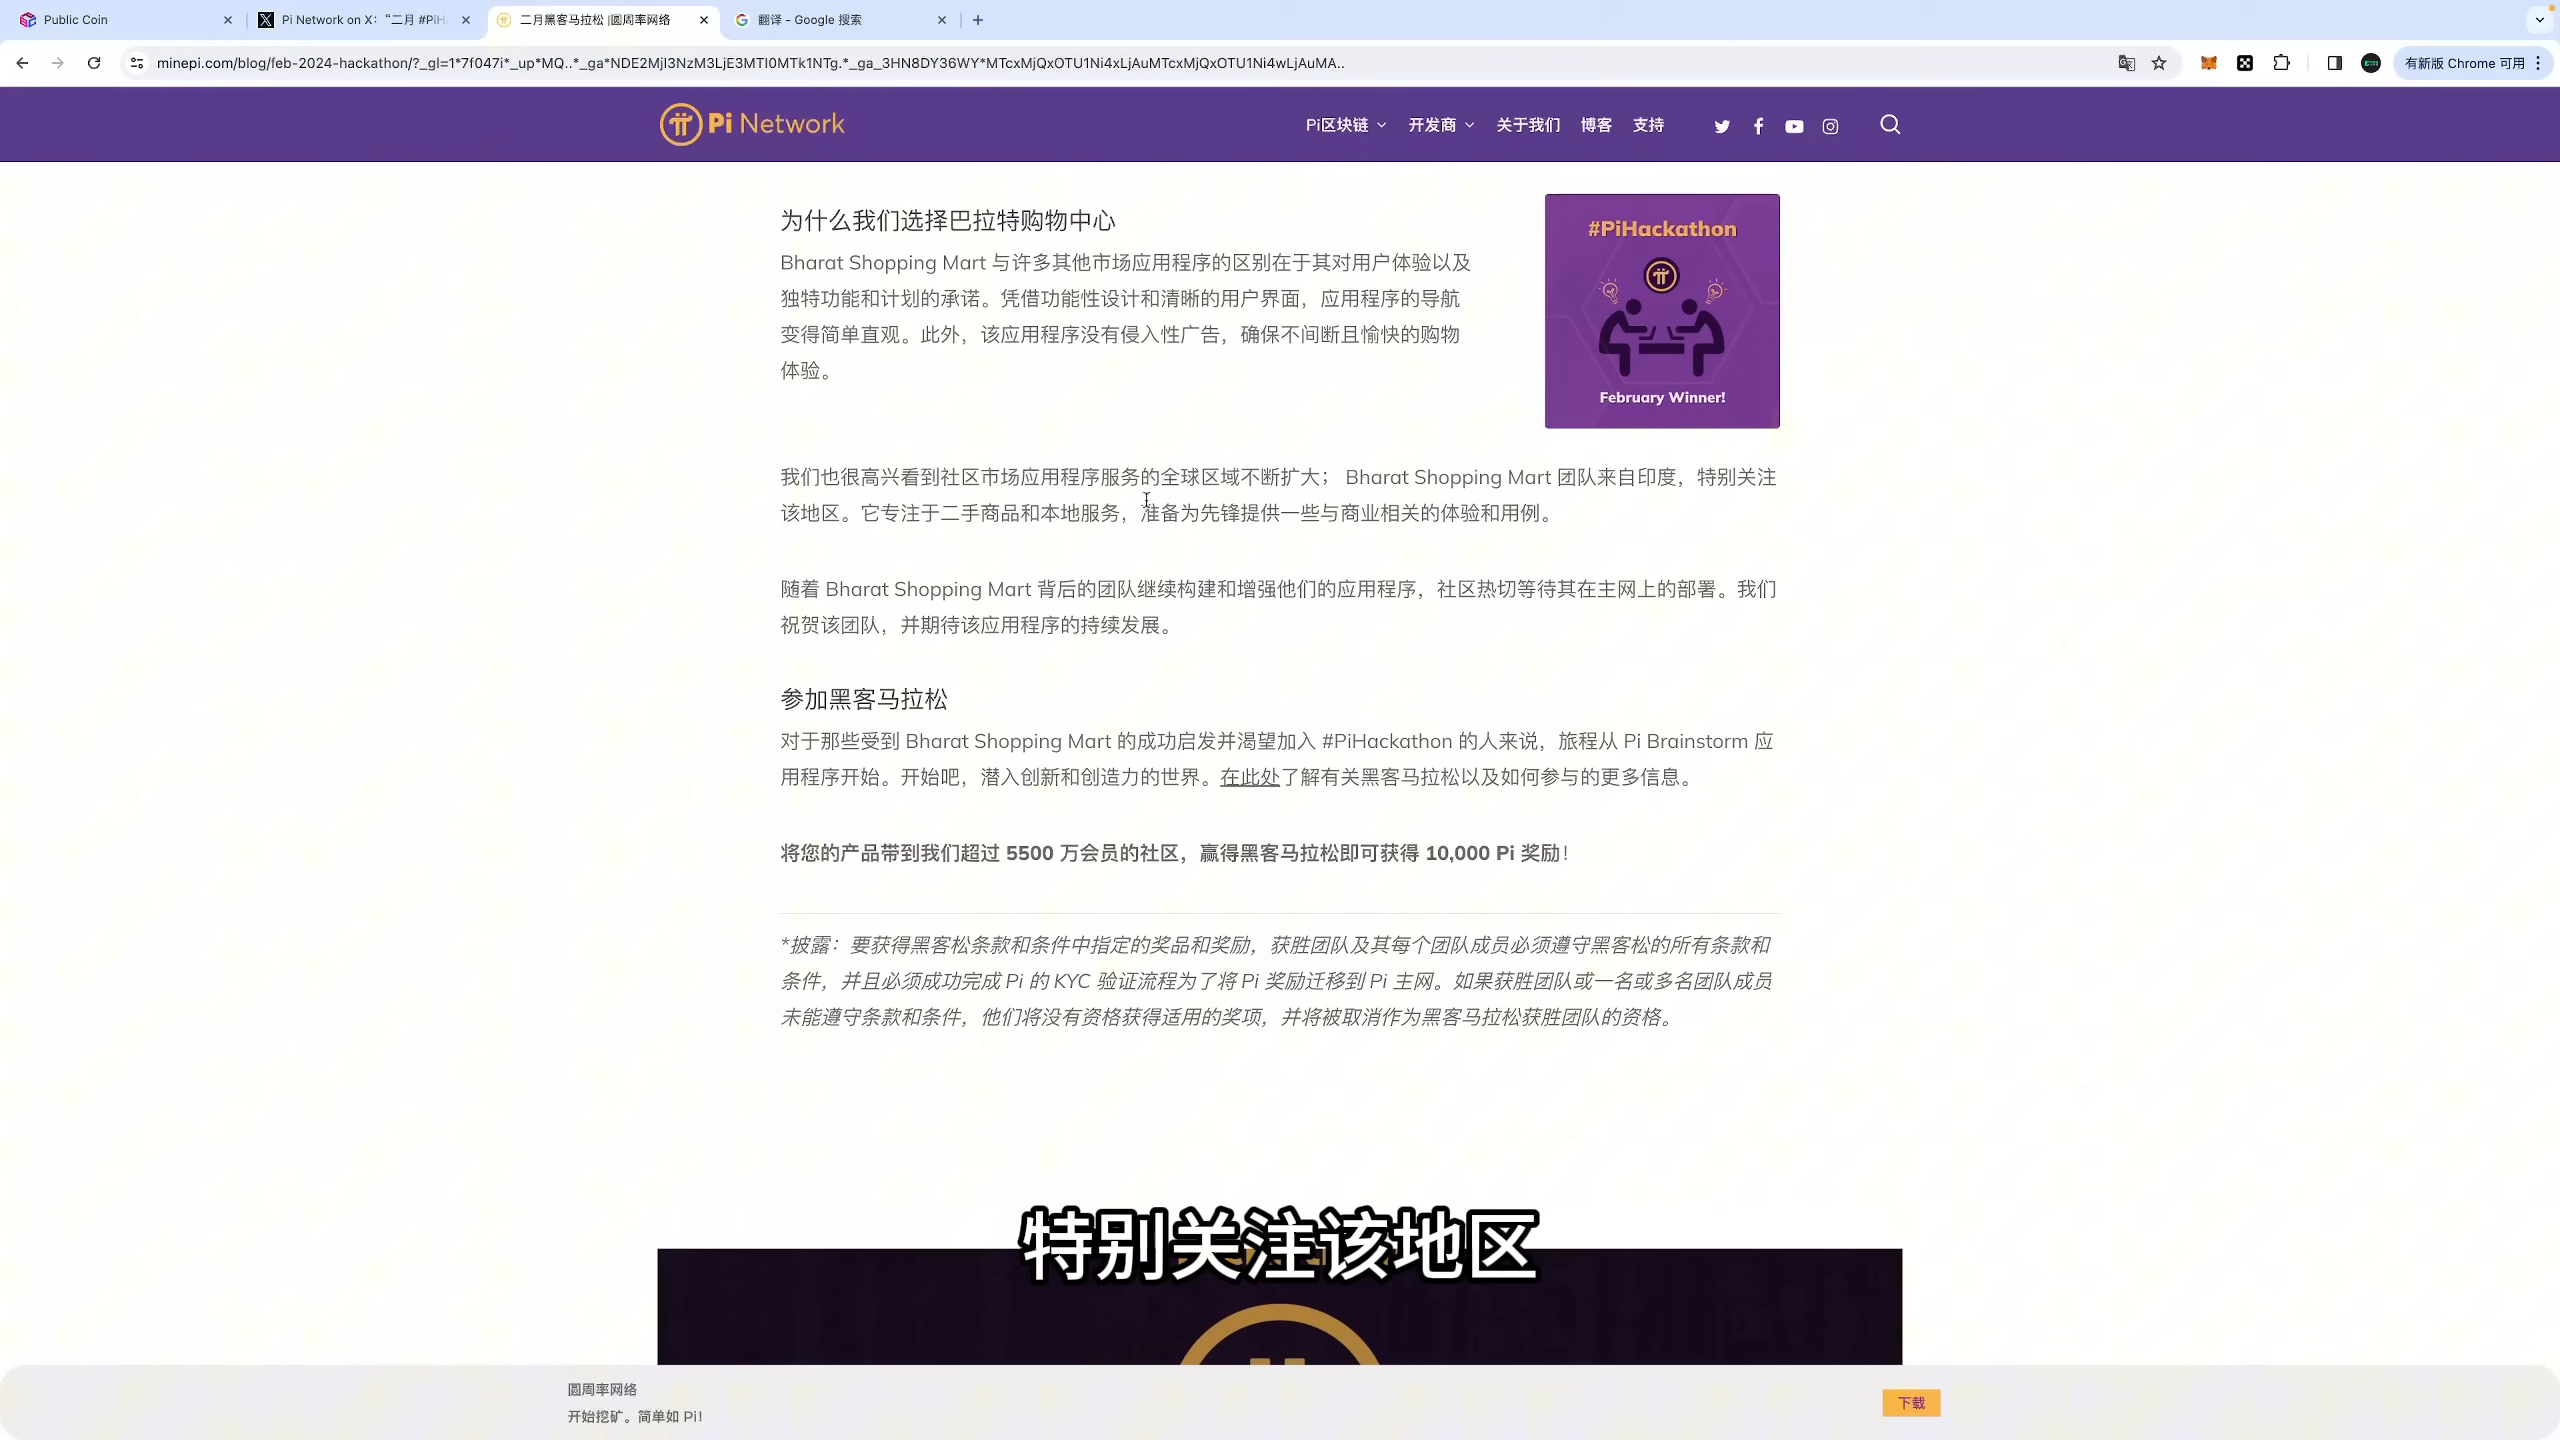 Public Coin
Pi Network on X：“二月 #PiH
二月黑客马拉松 |圆周率网络
翻译 - Google 搜索
minepi.com/blog/feb-2024-hackathon/?_gl=1*7f047i*_up*MQ..*_ga*NDE2MjI3NzM3LjE3MTI0MTk1NTg.*_ga_3HN8DY36WY*MTcxMjQxOTU1Ni4xLjAuMTcxMjQxOTU1Ni4wLjAuMA..
有新版 Chrome 可用
Pi Network
Pi区块链
开发商
关于我们
博客
支持
为什么我们选择巴拉特购物中心
Bharat Shopping Mart 与许多其他市场应用程序的区别在于其对用户体验以及
独特功能和计划的承诺。凭借功能性设计和清晰的用户界面，应用程序的导航
变得简单直观。此外，该应用程序没有侵入性广告，确保不间断且愉快的购物
体验。
#PiHackathon
February Winner!
我们也很高兴看到社区市场应用程序服务的全球区域不断扩大； Bharat Shopping Mart 团队来自印度，特别关注
该地区。它专注于二手商品和本地服务，准备为先锋提供一些与商业相关的体验和用例。
随着 Bharat Shopping Mart 背后的团队继续构建和增强他们的应用程序，社区热切等待其在主网上的部署。我们
祝贺该团队，并期待该应用程序的持续发展。
参加黑客马拉松
对于那些受到 Bharat Shopping Mart 的成功启发并渴望加入 #PiHackathon 的人来说，旅程从 Pi Brainstorm 应
用程序开始。开始吧，潜入创新和创造力的世界。在此处了解有关黑客马拉松以及如何参与的更多信息。
将您的产品带到我们超过 5500 万会员的社区，赢得黑客马拉松即可获得 10,000 Pi 奖励！
*披露：要获得黑客松条款和条件中指定的奖品和奖励，获胜团队及其每个团队成员必须遵守黑客松的所有条款和
条件，并且必须成功完成 Pi 的 KYC 验证流程为了将 Pi 奖励迁移到 Pi 主网。如果获胜团队或一名或多名团队成员
未能遵守条款和条件，他们将没有资格获得适用的奖项，并将被取消作为黑客马拉松获胜团队的资格。
特别关注该地区
圆周率网络
开始挖矿。简单如 Pi！
下载